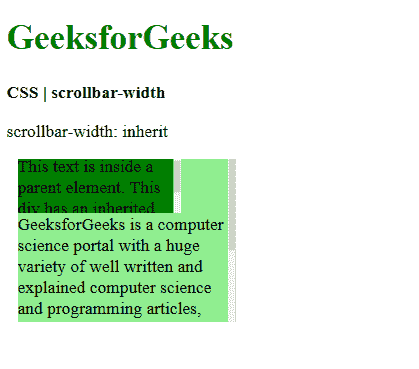 GeeksforGeeks
CSS | scrollbar-width
scrollbar-width: inherit
This text is inside a
parent element. This
div has an inherited
GeeksforGeeks is a computer
science portal with a huge
variety of well written and
explained computer science
and programming articles,